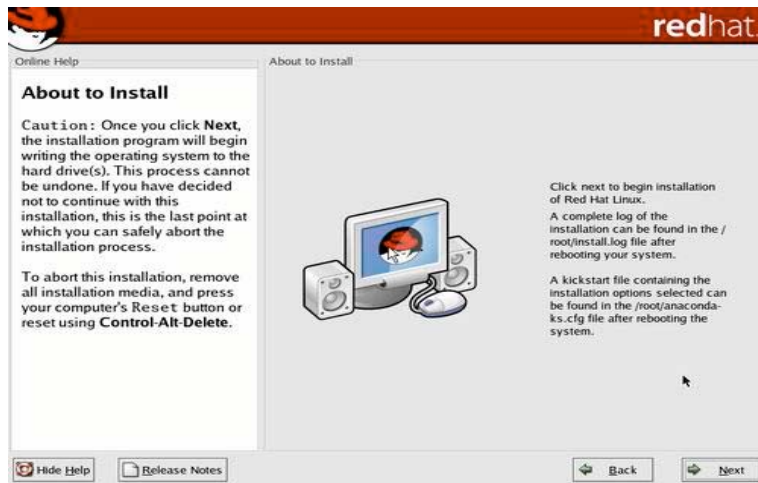 redhat.
Online Help
About to Install
About to Install
Caution: Once you click Next,
the installation program will begin
writing the operating system to the
hard drive(s). This process cannot
be undone. If you have decided
not to continue with this
installation, this is the last point at
which you can safely abort the
installation process.
To abort this installation, remove
all installation media, and press
your computer's Reset button or
reset using Control-Alt-Delete.
Click next to begin installation
of Red Hat Linux.
A complete log of the
installation can be found in the /
root/install.log file after
rebooting your system.
A kickstart file containing the
installation options selected can
be found in the /root/anaconda-
ks.cfg file after rebooting the
system.
Hide Help
Release Notes
Back
Next